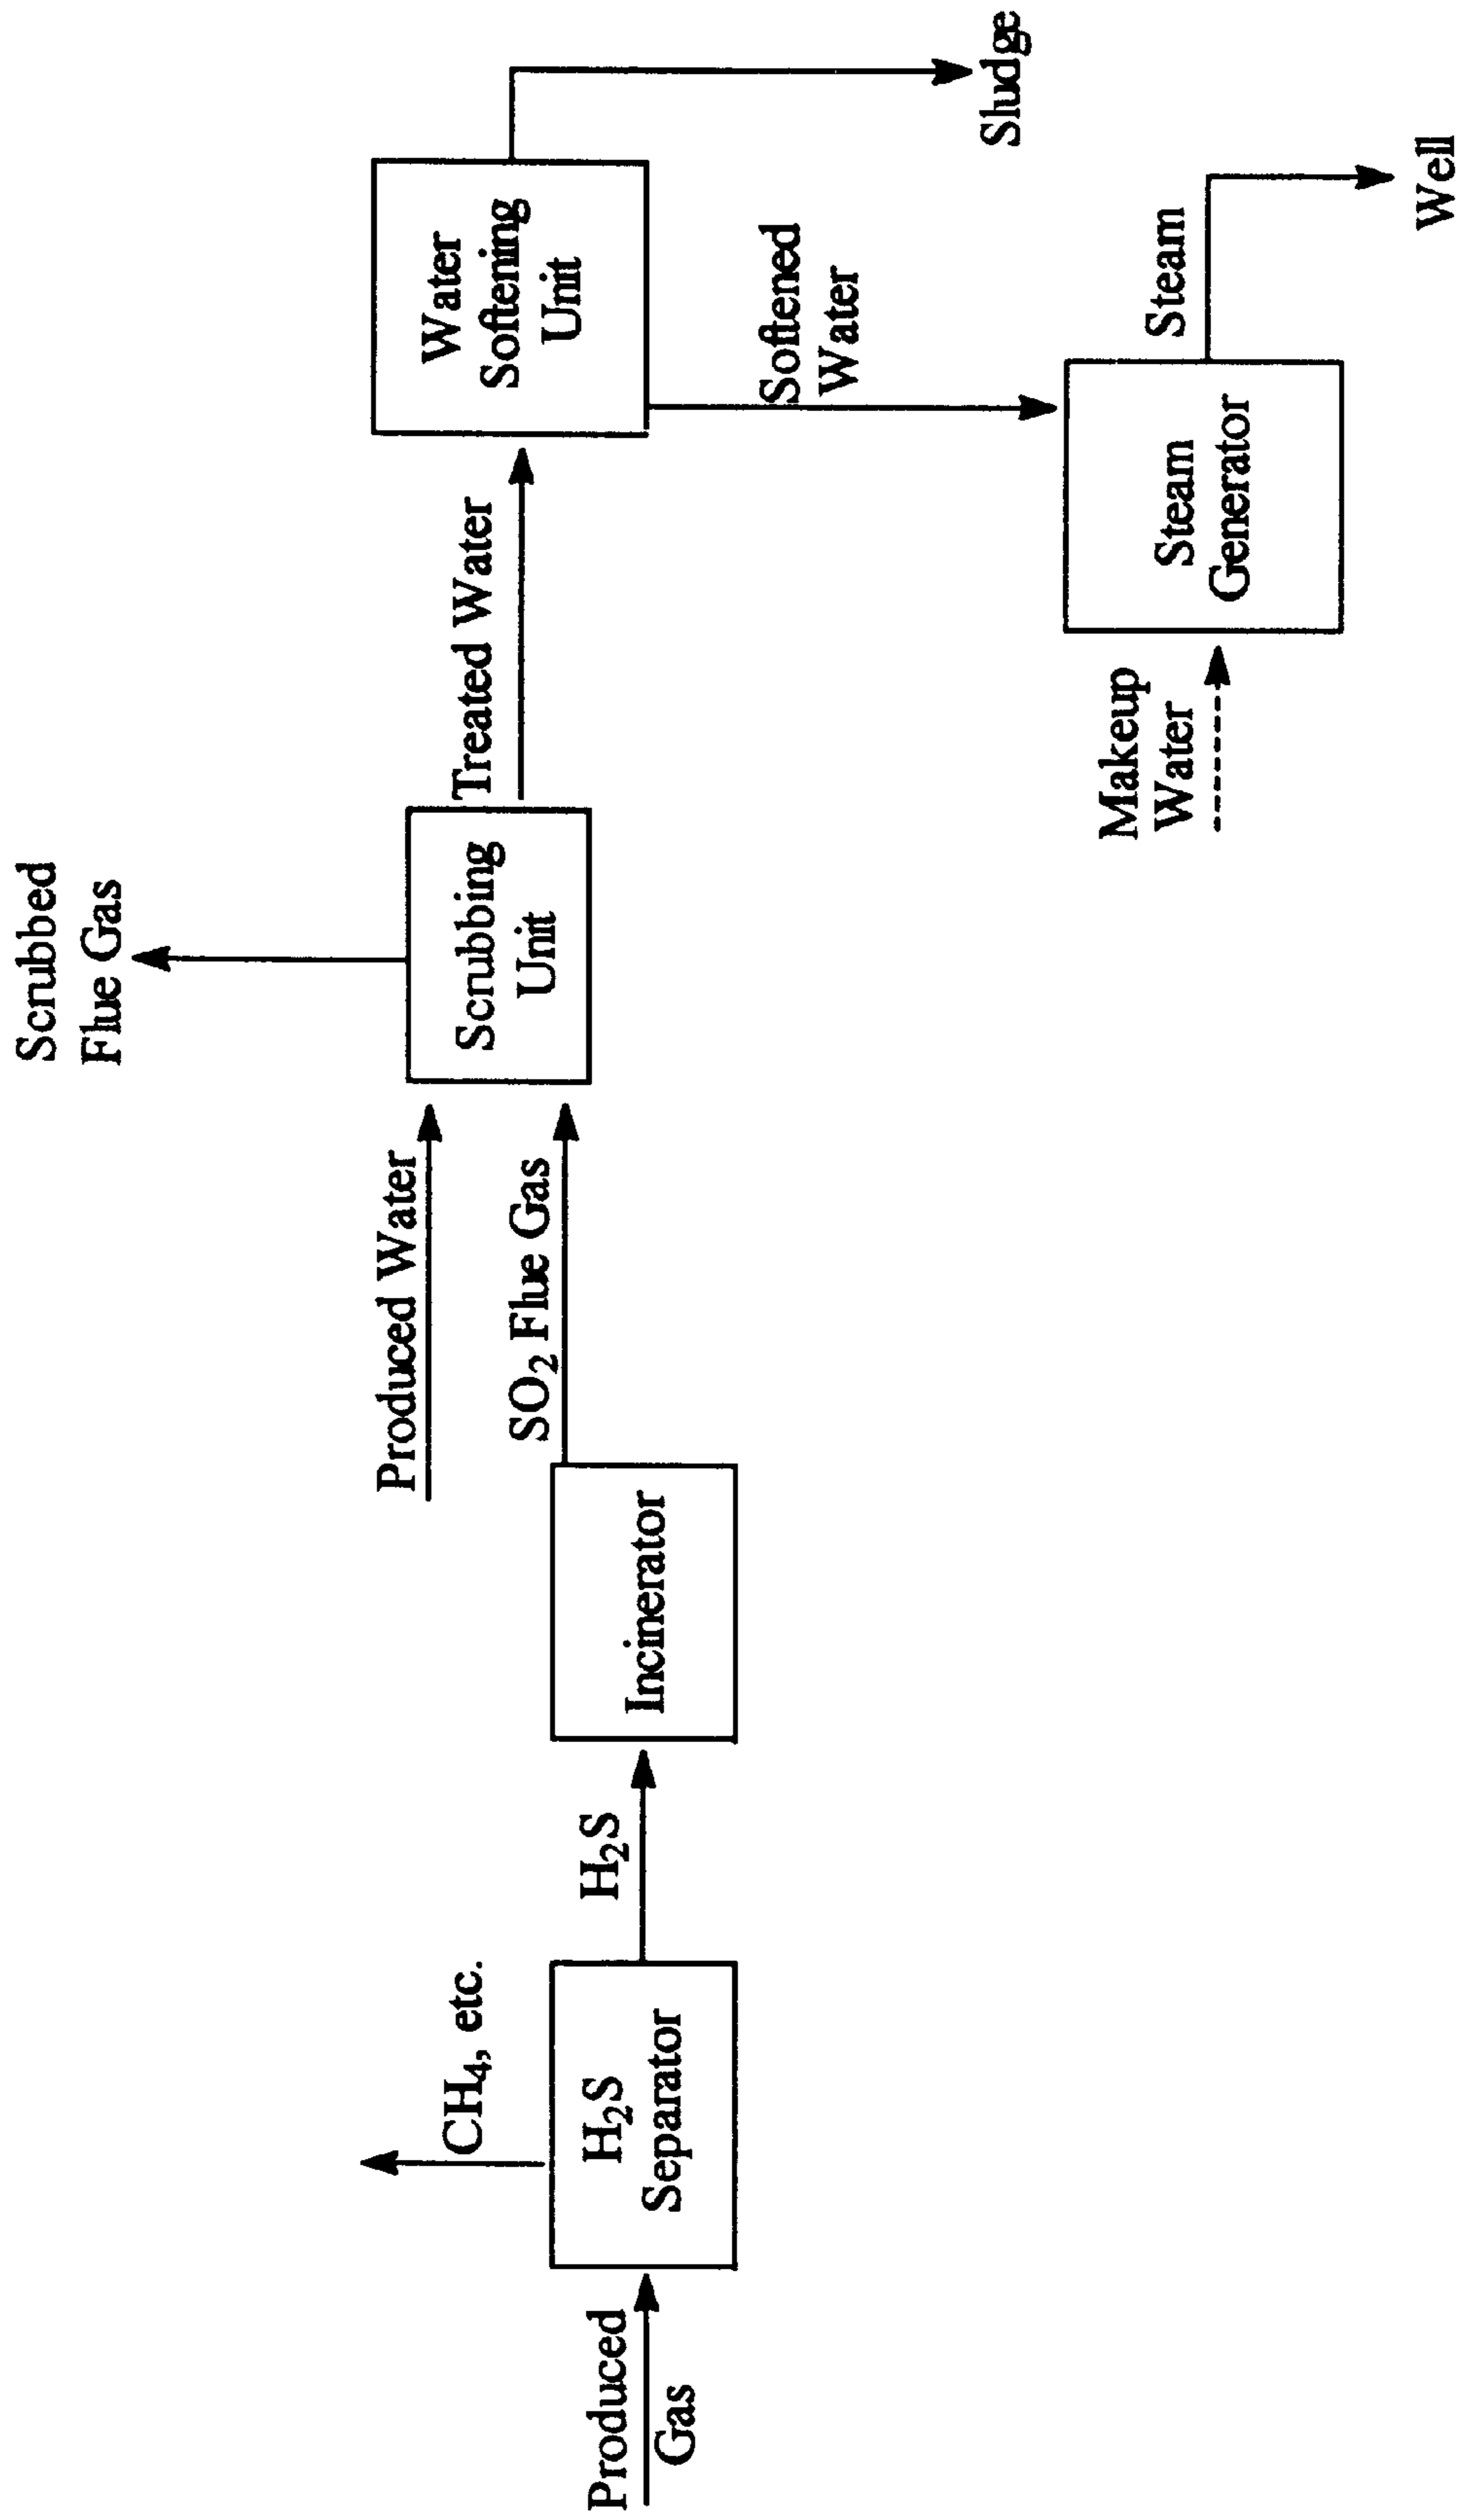 Produced
Gas
CH4, etc.
H2S
Separator
H2S
Incinerator
Produced Water
SO2 Flue Gas
Scrubbed
Flue Gas
Scrubbing
Unit
Treated Water
Water
Softening
Unit
Sludge
Softened
Water
Makeup
Water
Steam
Generator
Steam
Well